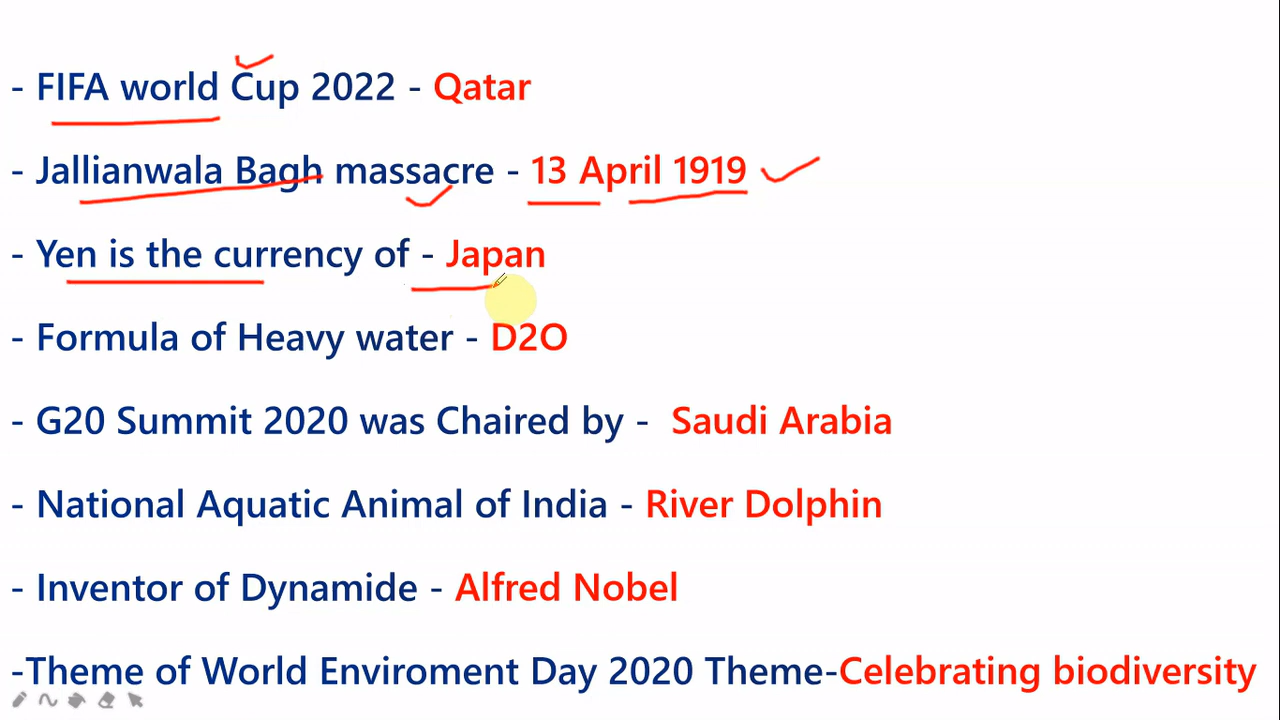 - FIFA world Cup 2022 - Qatar
- Jallianwala Bagh massacre - 13 April 1919
- Yen is the currency of - Japan
- Formula of Heavy water - D2O
- G20 Summit 2020 was Chaired by - Saudi Arabia
- National Aquatic Animal of India - River Dolphin
- Inventor of Dynamide - Alfred Nobel
-Theme of World Enviroment Day 2020 Theme-Celebrating biodiversity